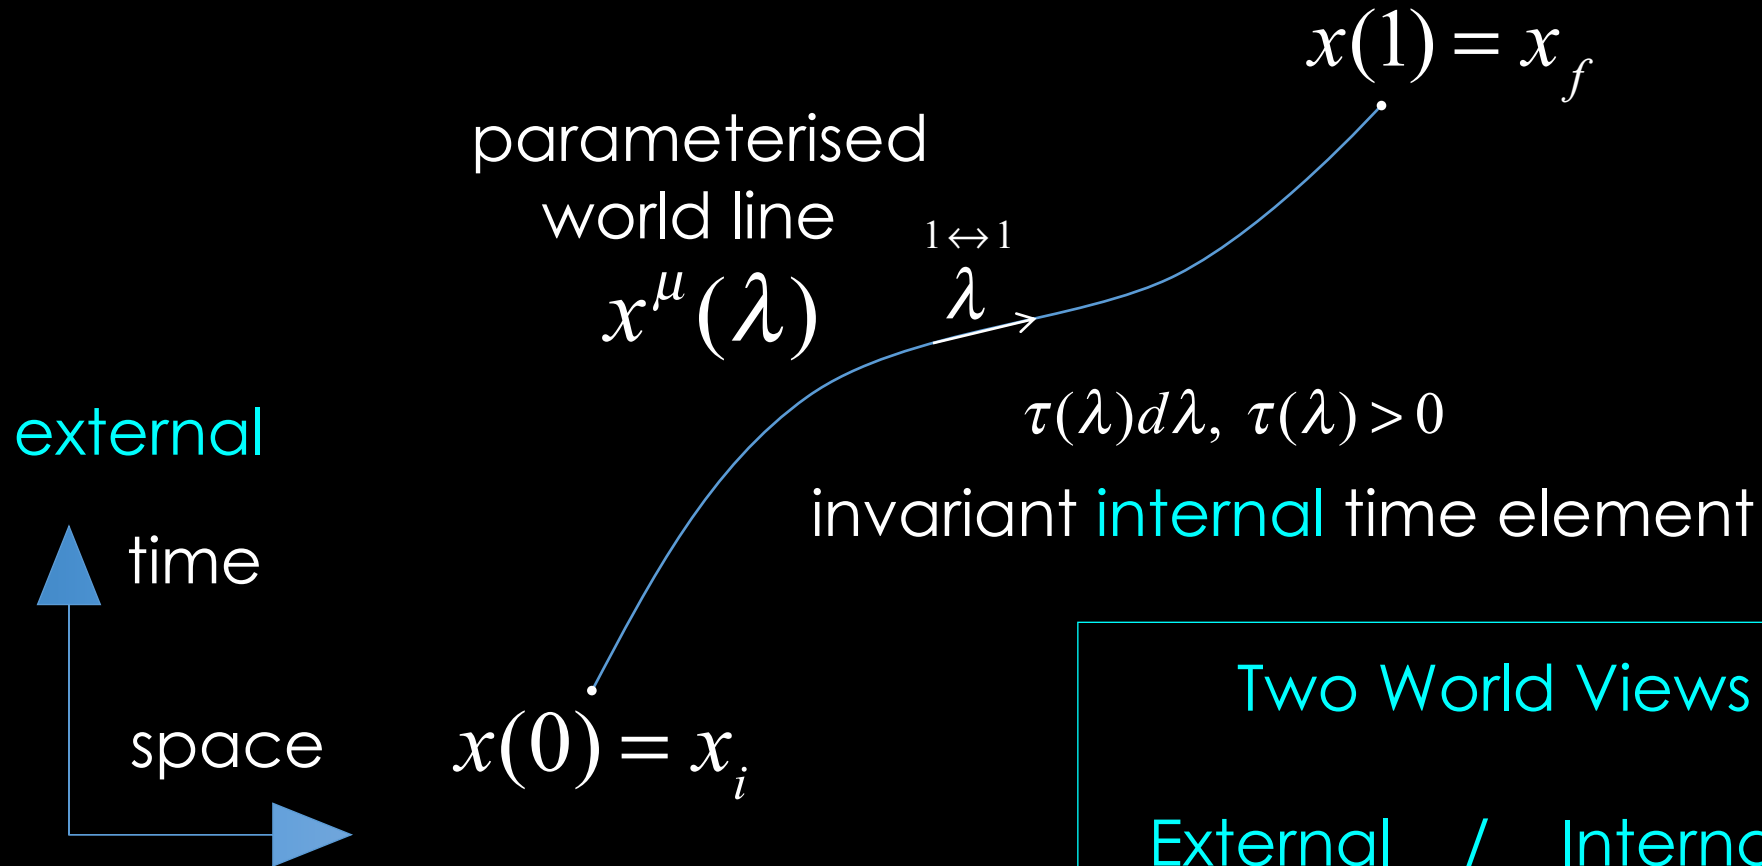 x(1) = x_f
parameterised
world line
x^μ(λ)
1↔1
λ
τ(λ)dλ, τ(λ) > 0
invariant internal time element
external
time
space
x(0) = x_i
Two World Views
External / Interna